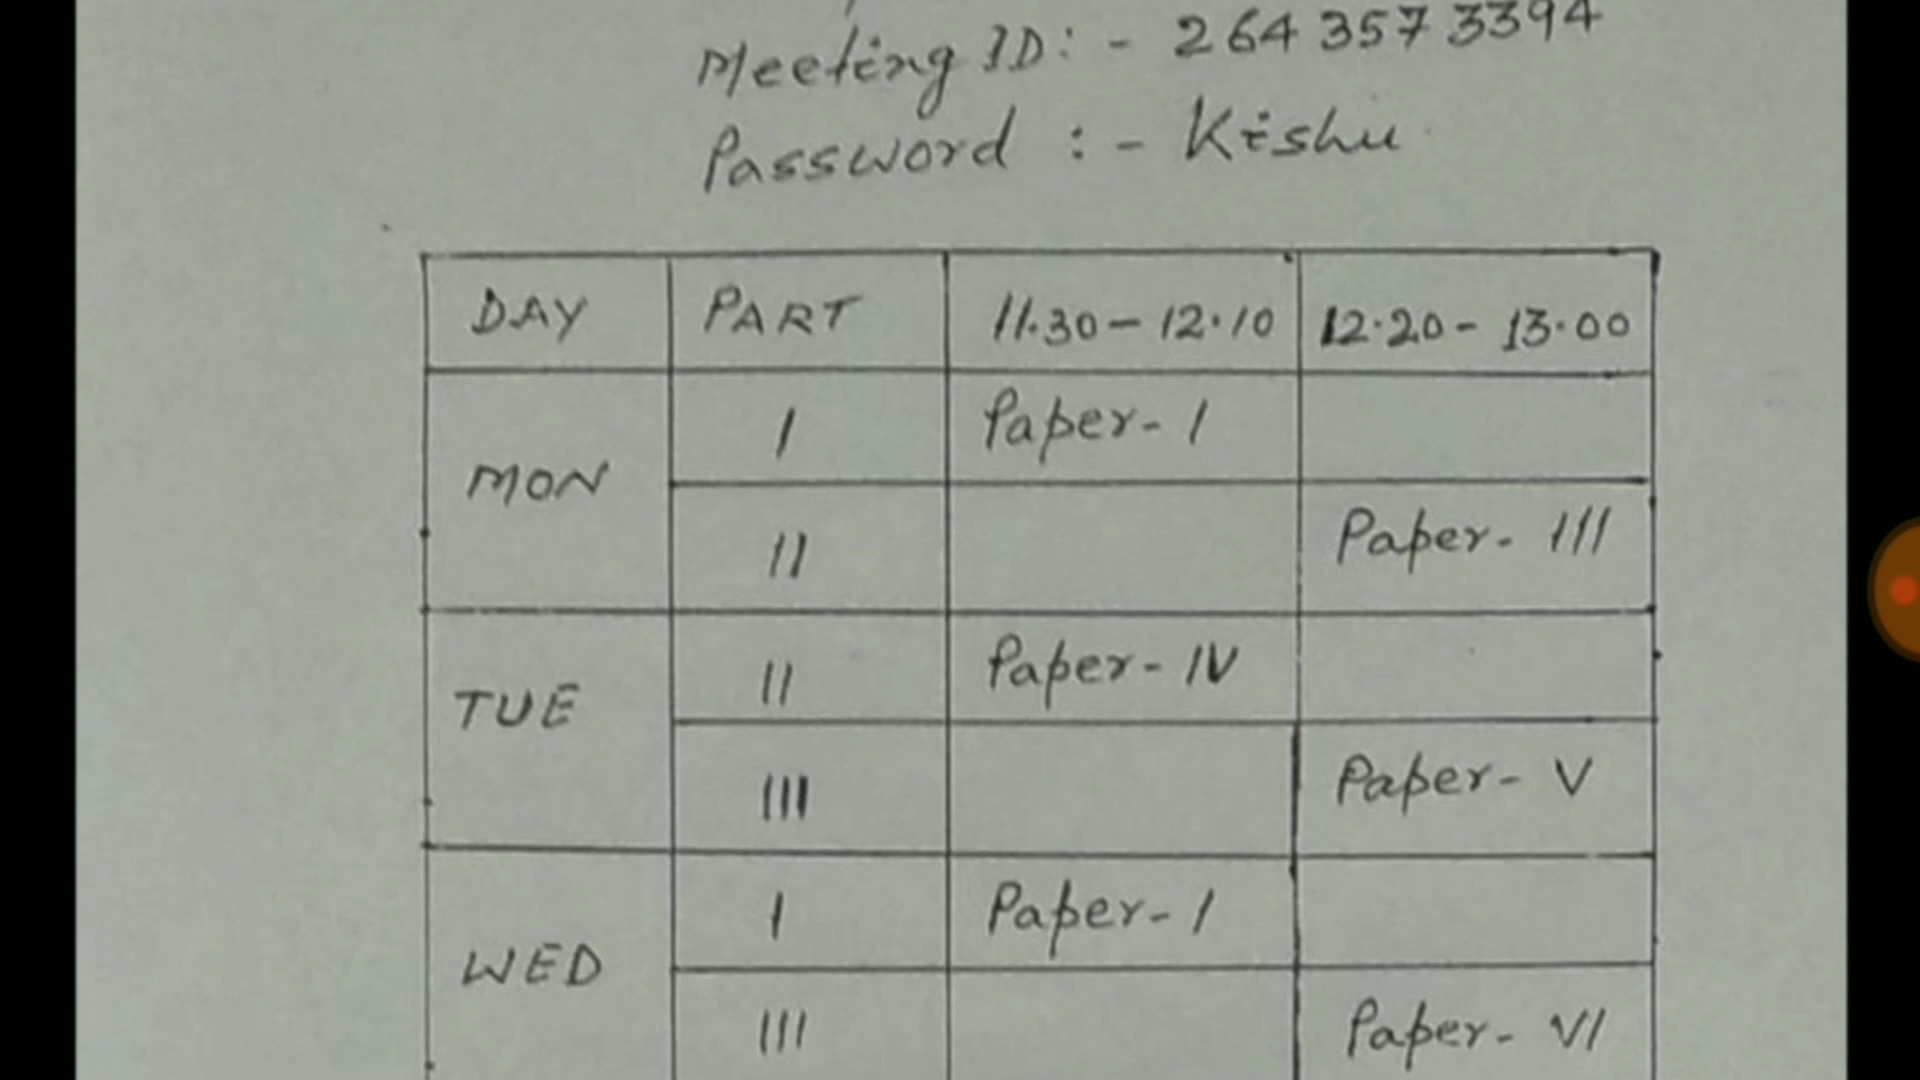 Meeting ID: - 264 357 3394
Password :- Kishu
DAY PART 11.30-12.10 12.20-13.00
MON I Paper-I
II Paper-III
TUE II Paper-IV
III Paper-V
WED I Paper-I
III Paper-VI